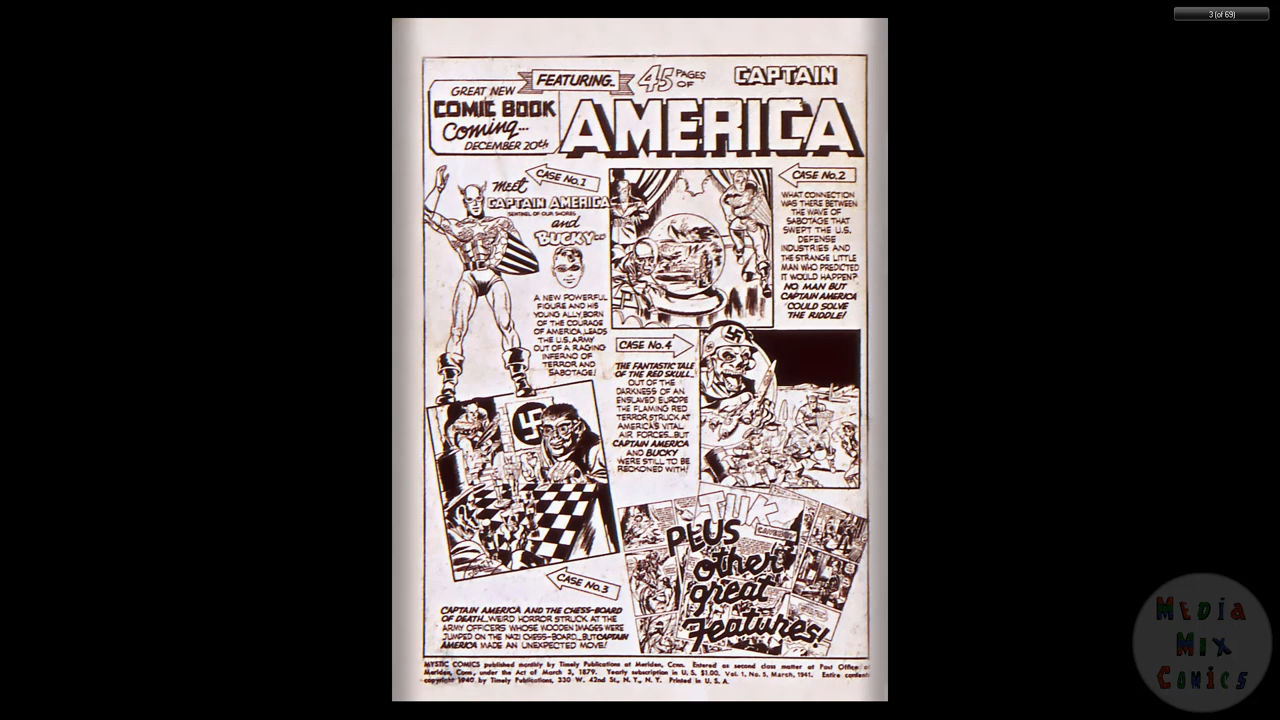 3 (of 69)
GREAT NEW
COMIC BOOK
Coming...
DECEMBER 20th
FEATURING..
45 PAGES
OF
CAPTAIN
AMERICA
CASE No.1
MEET
CAPTAIN AMERICA
SENTINEL OF OUR SHORES
and
BUCKY--
A NEW POWERFUL
FIGURE AND HIS
YOUNG ALLY, BORN
OF THE COURAGE
OF AMERICA, LEADS
THE U.S. ARMY
OUT OF A RAGING
INFERNO OF
TERROR AND
SABOTAGE!
CASE No.2
WHAT CONNECTION
WAS THERE BETWEEN
THE WAVE OF
SABOTAGE THAT
SWEPT THE U.S.
DEFENSE
INDUSTRIES AND
THE STRANGE LITTLE
MAN WHO PREDICTED
IT WOULD HAPPEN?
NO MAN BUT
CAPTAIN AMERICA
COULD SOLVE
THE RIDDLE!
CASE No.4
THE FANTASTIC TALE
OF THE RED SKULL..
OUT OF THE
DARKNESS OF AN
ENSLAVED EUROPE
THE FLAMING RED
TERROR STRUCK AT
AMERICA'S VITAL
AIR FORCES...BUT
CAPTAIN AMERICA
AND BUCKY
WERE STILL TO BE
RECKONED WITH!
CASE No.3
CAPTAIN AMERICA AND THE CHESS-BOARD
OF DEATH...WEIRD HORROR STRUCK AT THE
ARMY OFFICERS WHOSE WOODEN IMAGES WERE
JUMPED ON THE NAZI CHESS-BOARD...BUT CAPTAIN
AMERICA MADE AN UNEXPECTED MOVE!
TUK
PLUS
other
great
Features!
MYSTIC COMICS published monthly by Timely Publications at Meriden, Conn. Entered as second class matter at Post Office at
Meriden, Conn., under the Act of March 3, 1879. Yearly subscription in U. S. $1.00. Vol. 1, No. 5, March, 1941. Entire contents
copyright 1940 by Timely Publications, 330 W. 42nd St., N. Y., N. Y. Printed in U. S. A.
MEDIA
MIX
COMICS